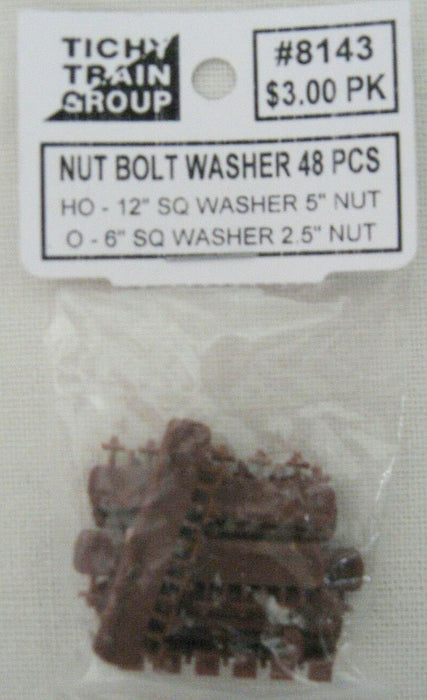 TICHY
TRAIN
GROUP
#8143
$3.00 PK
NUT BOLT WASHER 48 PCS
HO - 12" SQ WASHER 5" NUT
O - 6" SQ WASHER 2.5" NUT